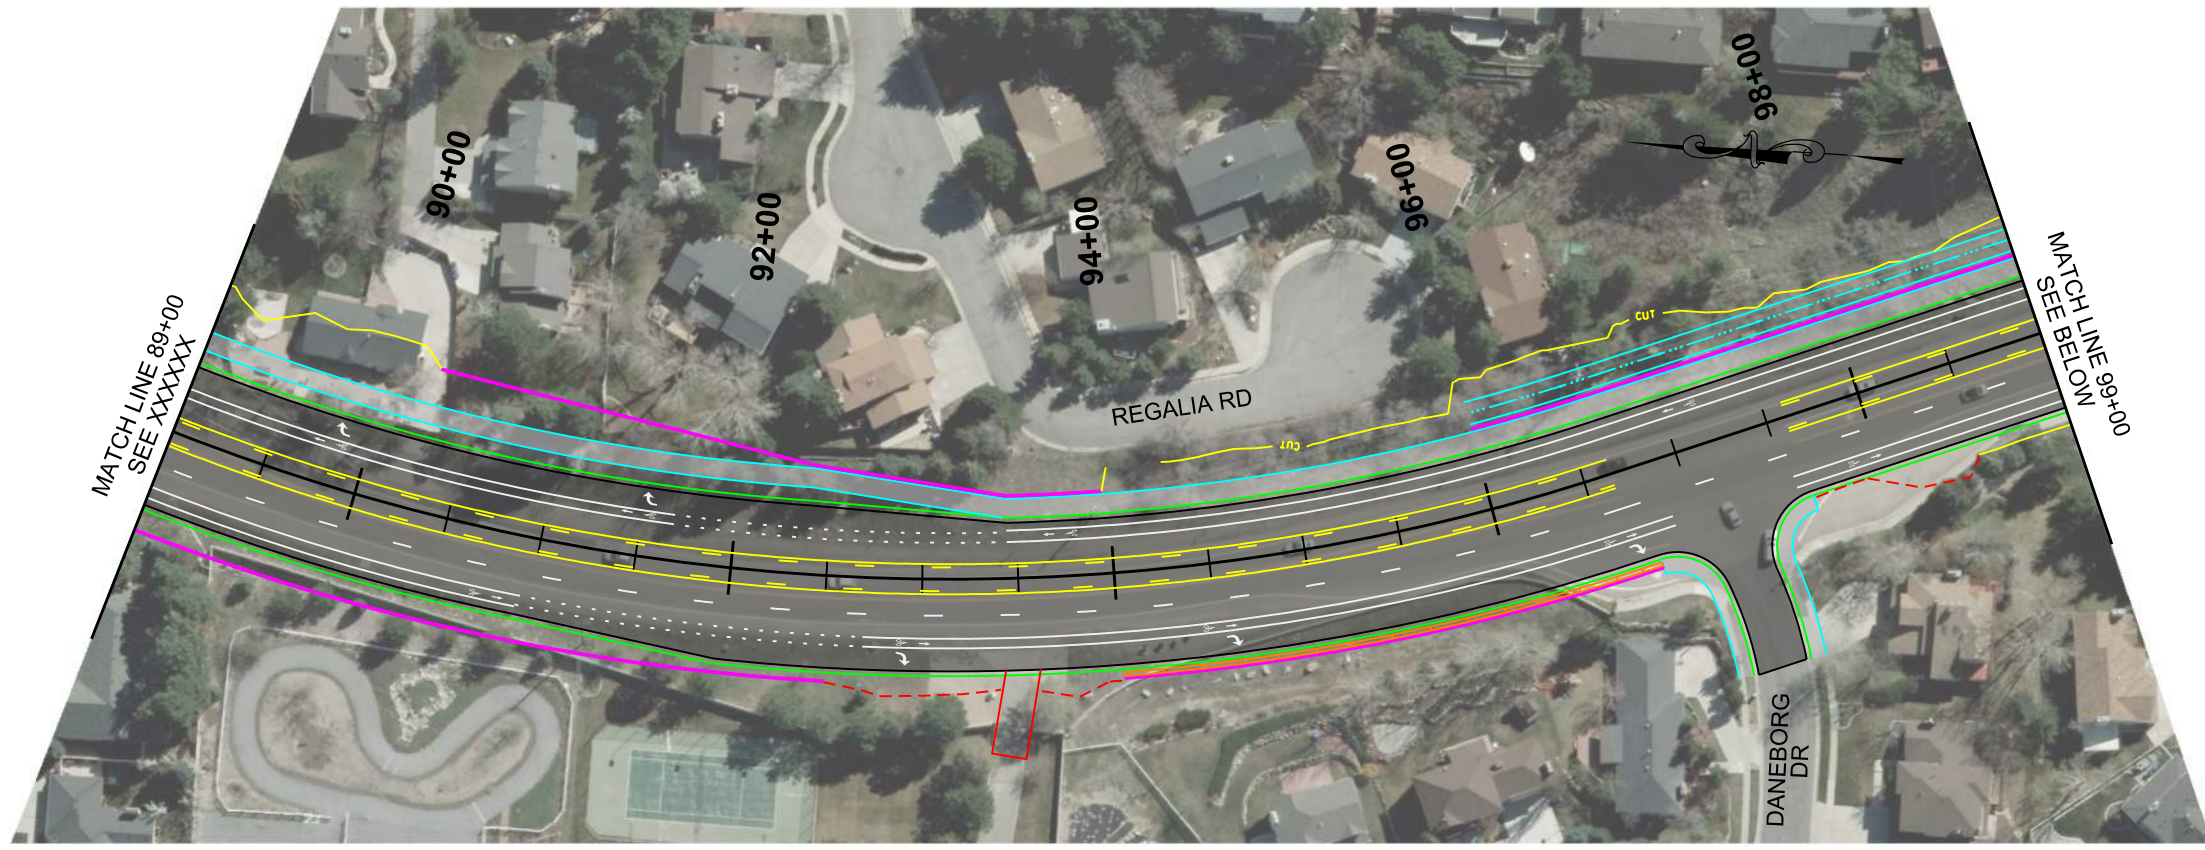 98+00
90+00
96+00
92+00
94+00
MATCH LINE 89+00
SEE XXXXXX
MATCH LINE 99+00
SEE BELOW
CUT
REGALIA RD
CUT
DANEBORG
DR